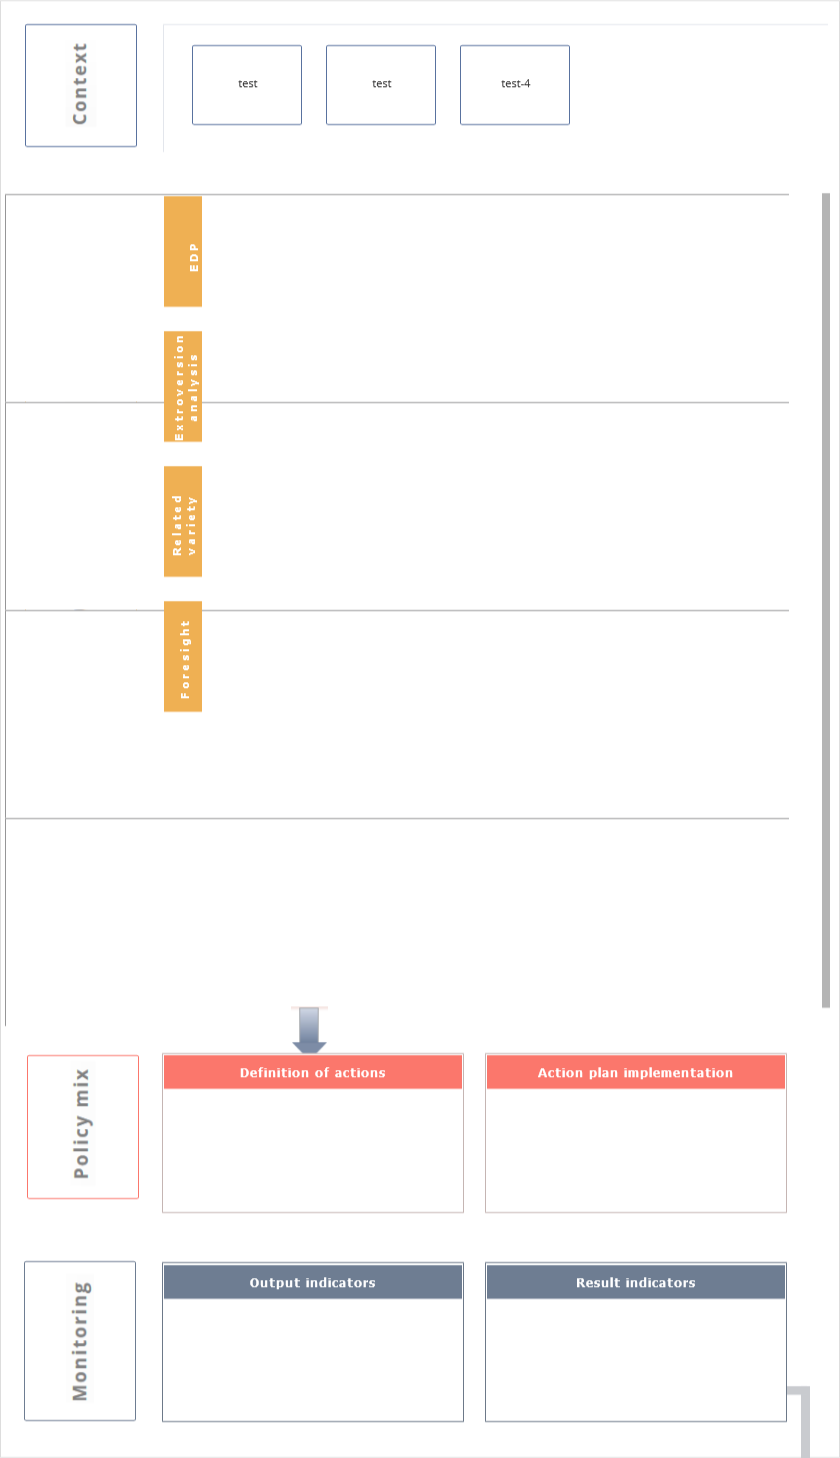 Context
test
test
test-4
EDP
Extroversion
analysis
Related
variety
Foresight
Policy mix
Definition of actions
Action plan implementation
Monitoring
Output indicators
Result indicators